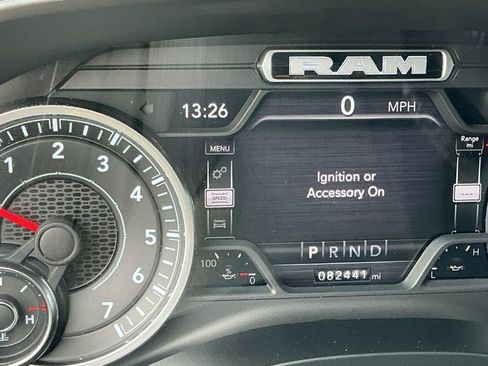 RAM
13:26 0 MPH
MENU
Range
mi
SPEED
Ignition or
Accessory On
1 2 3 4 5 6 7
P R N D
100 % 0
082441 mi
L H
H